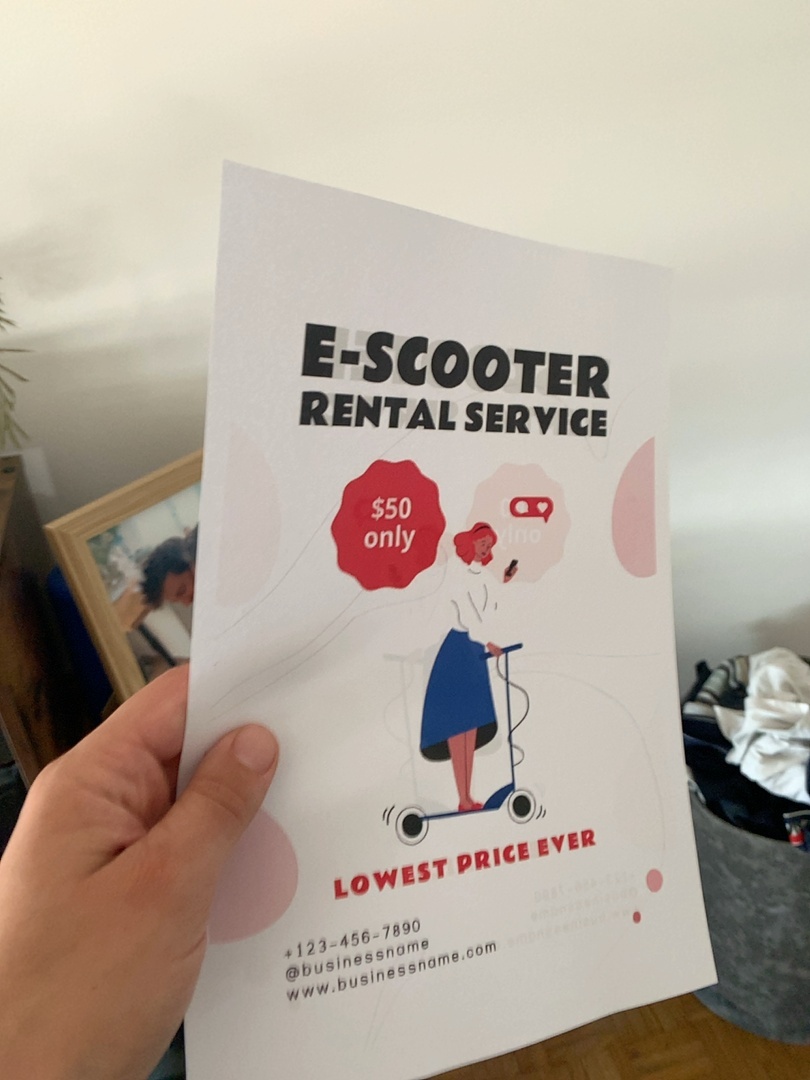 E-SCOOTER
RENTAL SERVICE
$50
only
LOWEST PRICE EVER
+123-456-7890
@businessname
www.businessname.com